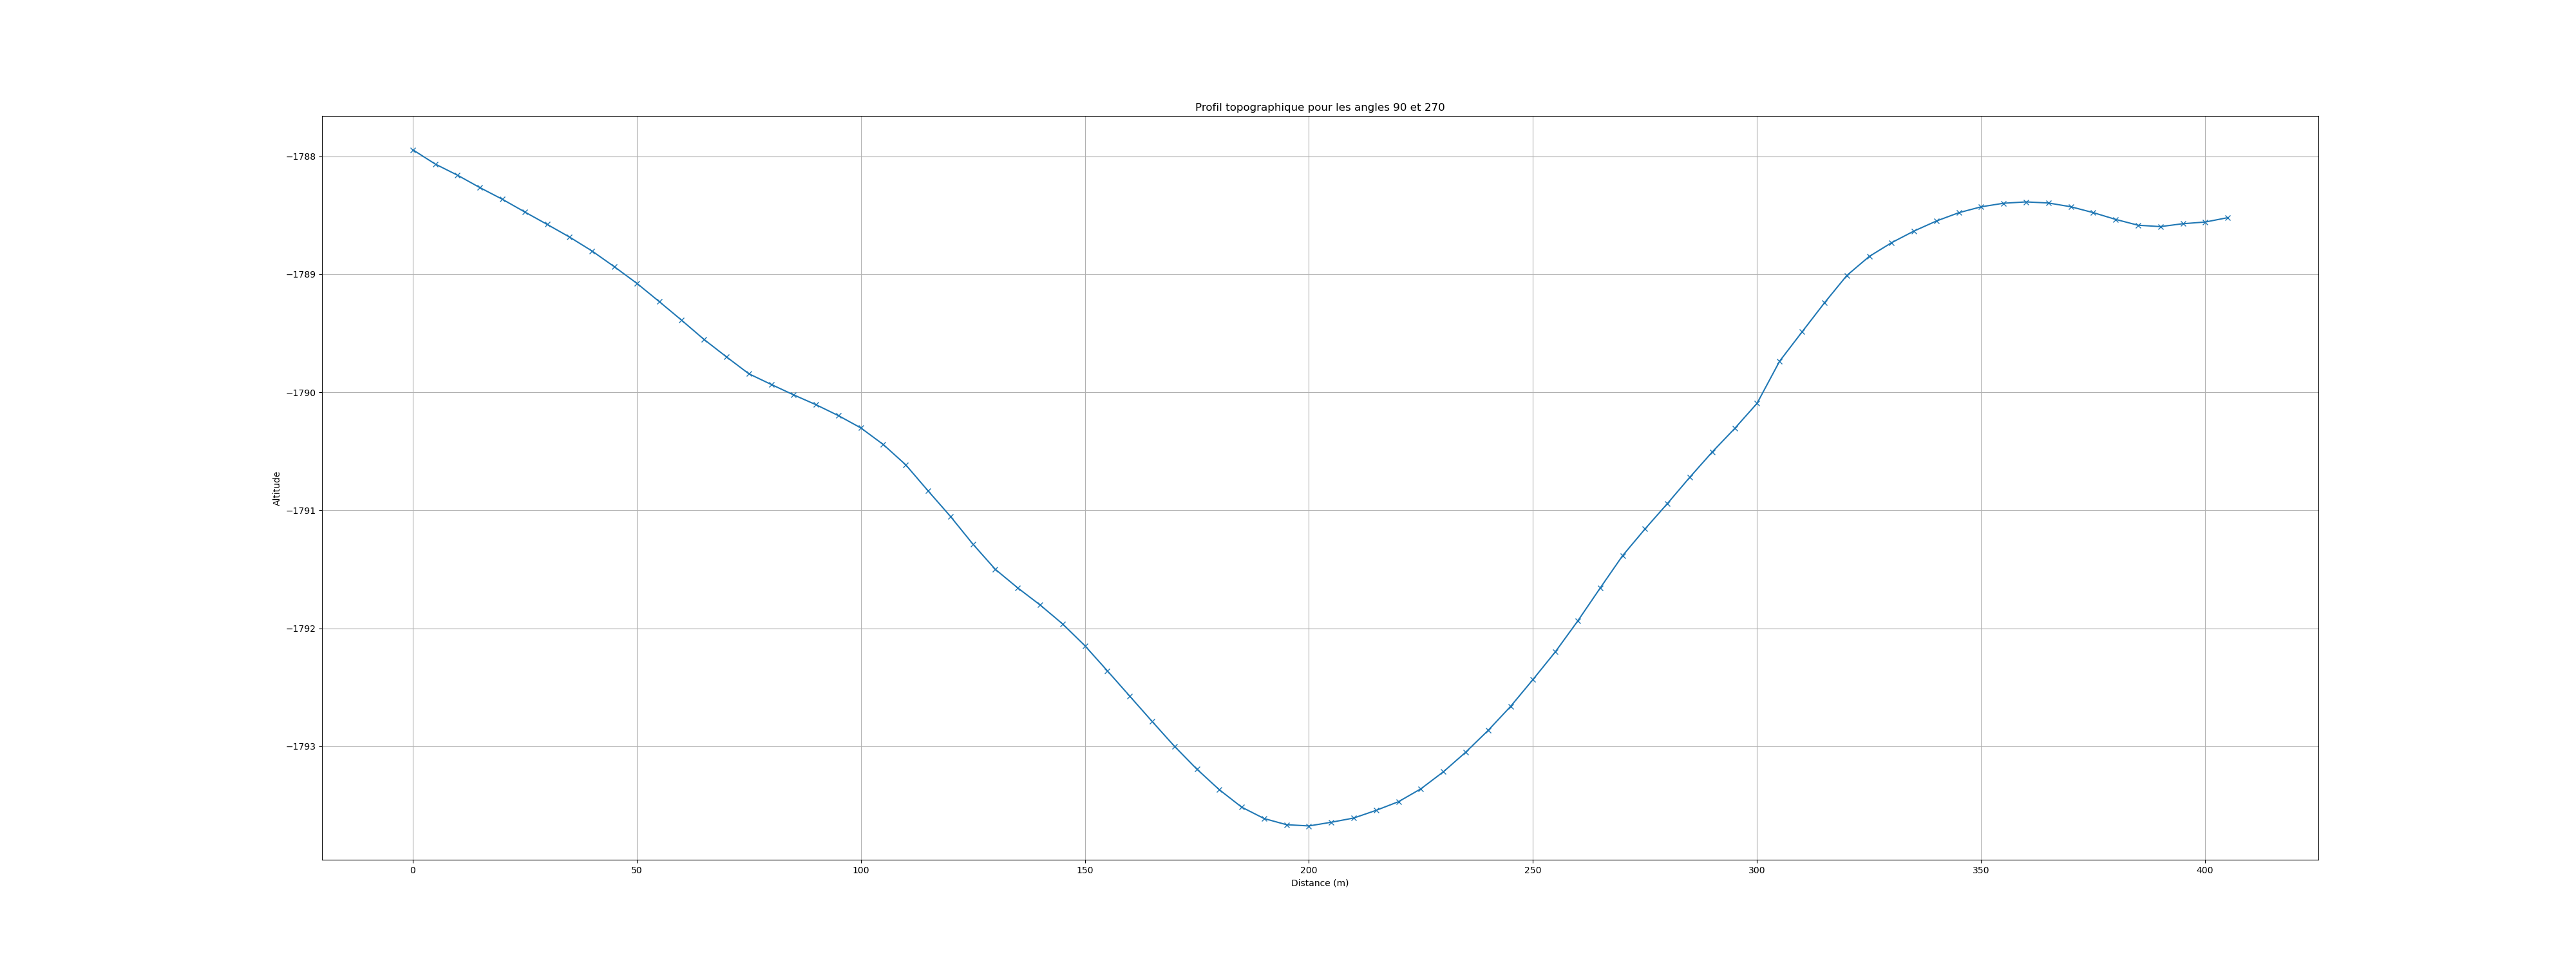 Profil topographique pour les angles 90 et 270
−1788
−1789
−1790
−1791
−1792
−1793
Altitude
0 50 100 150 200 250 300 350 400
Distance (m)